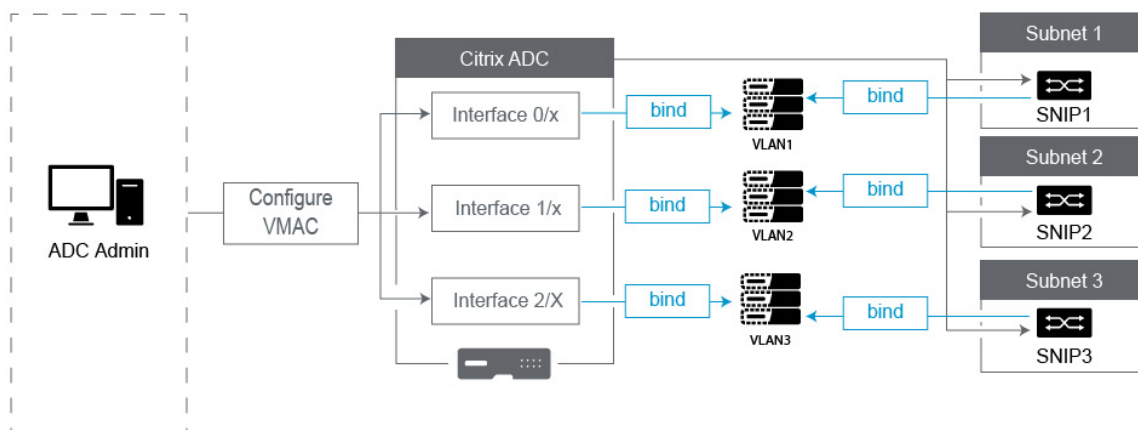 ADC Admin
Configure
VMAC
Citrix ADC
Interface 0/x
Interface 1/x
Interface 2/X
bind
bind
bind
VLAN1
VLAN2
VLAN3
bind
bind
bind
Subnet 1
SNIP1
Subnet 2
SNIP2
Subnet 3
SNIP3